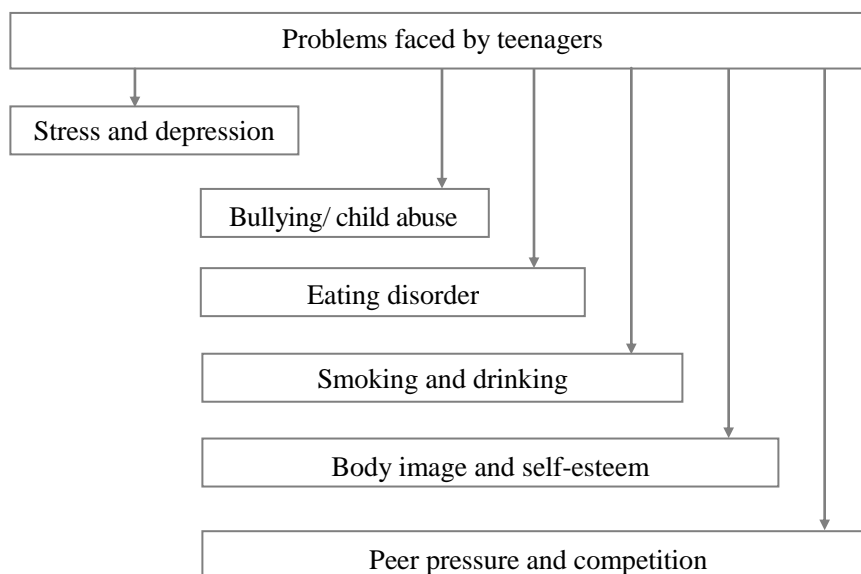 Problems faced by teenagers
Stress and depression
Bullying/ child abuse
Eating disorder
Smoking and drinking
Body image and self-esteem
Peer pressure and competition